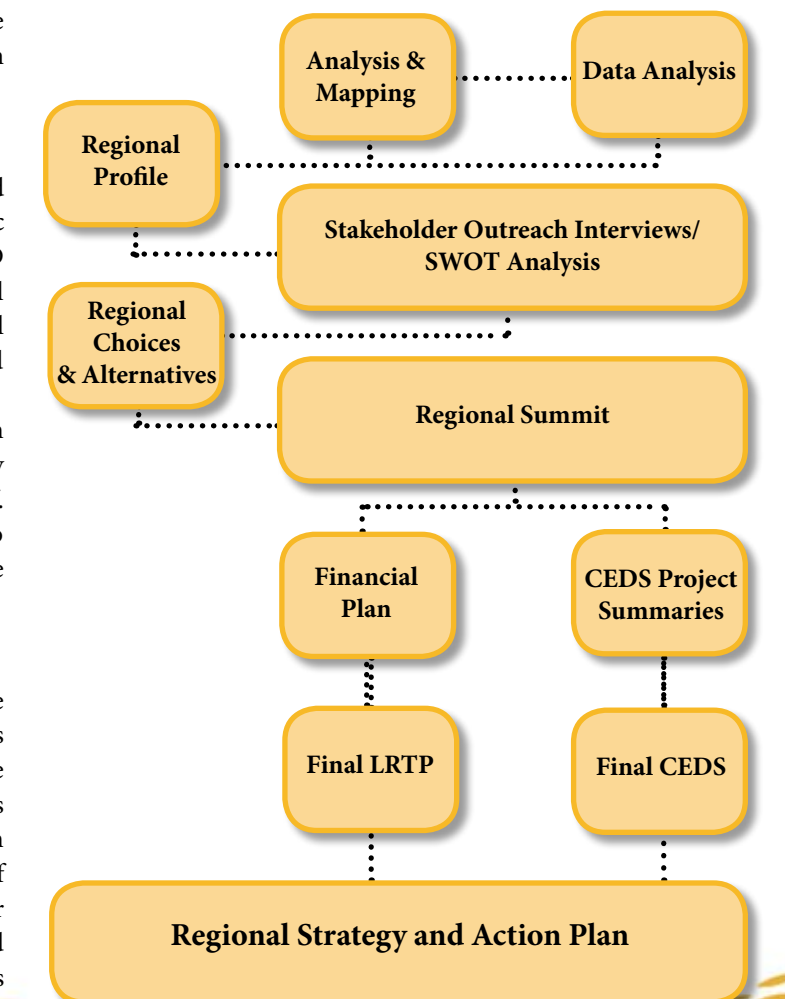 Analysis &
Mapping
Data Analysis
Regional
Profile
Stakeholder Outreach Interviews/
SWOT Analysis
Regional
Choices
& Alternatives
Regional Summit
Financial
Plan
CEDS Project
Summaries
Final LRTP
Final CEDS
Regional Strategy and Action Plan